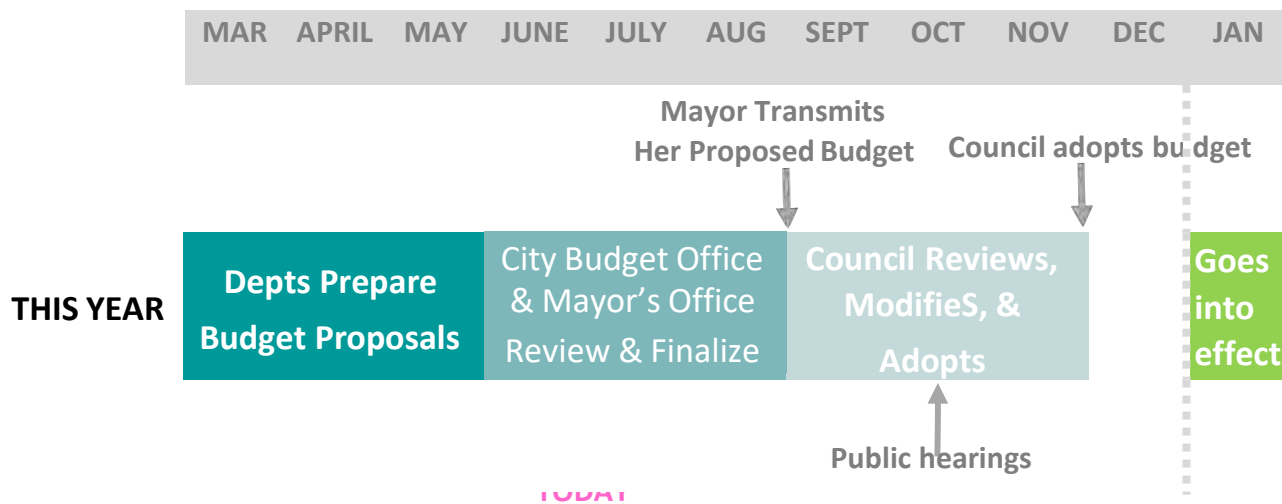 MAR APRIL MAY JUNE JULY AUG SEPT OCT NOV DEC JAN
Mayor Transmits
Her Proposed Budget
Council adopts budget
THIS YEAR
Depts Prepare
Budget Proposals
City Budget Office
& Mayor’s Office
Review & Finalize
Council Reviews,
ModifieS, &
Adopts
Goes
into
effect
Public hearings
TODAY